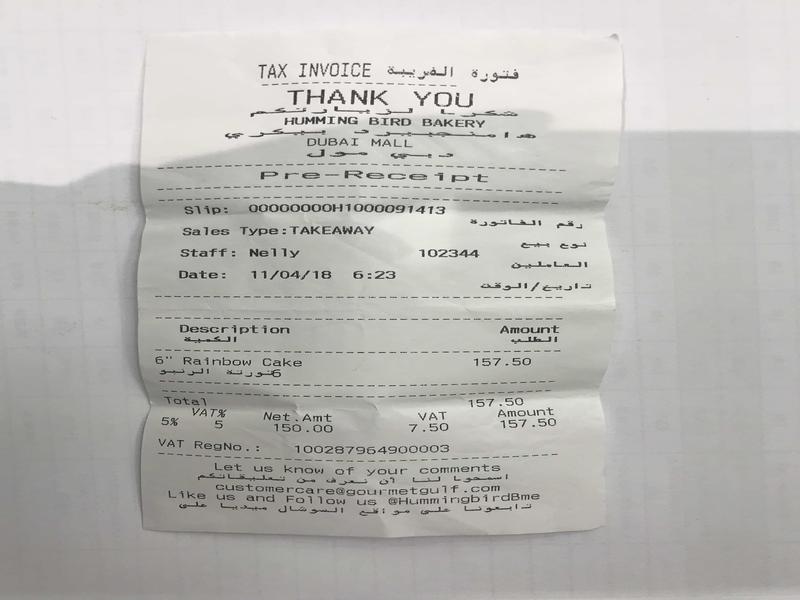 TAX INVOICE فتورة الضريبة
THANK YOU
شكرا لزيارتكم
HUMMING BIRD BAKERY
هامنجبيرد بيكري
DUBAI MALL
دبي مول
Pre-Receipt
Slip: 00000000H1000091413
رقم الفاتورة
Sales Type:TAKEAWAY
نوع بيع
Staff: Nelly 102344
العاملين
Date: 11/04/18 6:23
تاريخ/الوقت
Description Amount
الكمية الطلب
6" Rainbow Cake 157.50
6تورتة الرنبو
Total 157.50
VAT% Net.Amt VAT Amount
5% 5 150.00 7.50 157.50
VAT RegNo.: 100287964900003
Let us know of your comments
اسمحوا لنا أن نعرف من تعليقاتكم
customercare@gourmetgulf.com
Like us and Follow us @HummingbirdBme
تابعونا على مواقع السوشال ميديا على